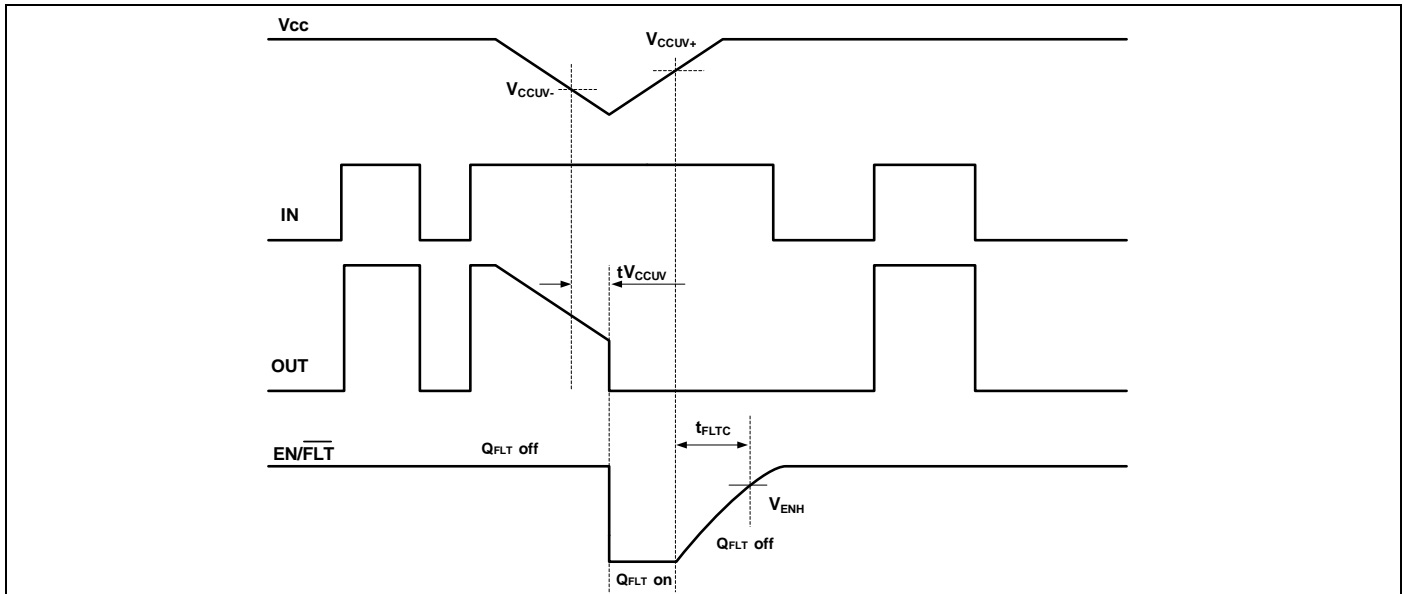 Vcc
VCCUV+
VCCUV-
IN
tVCCUV
OUT
tFLTC
EN/FLT
QFLT off
VENH
QFLT off
QFLT on